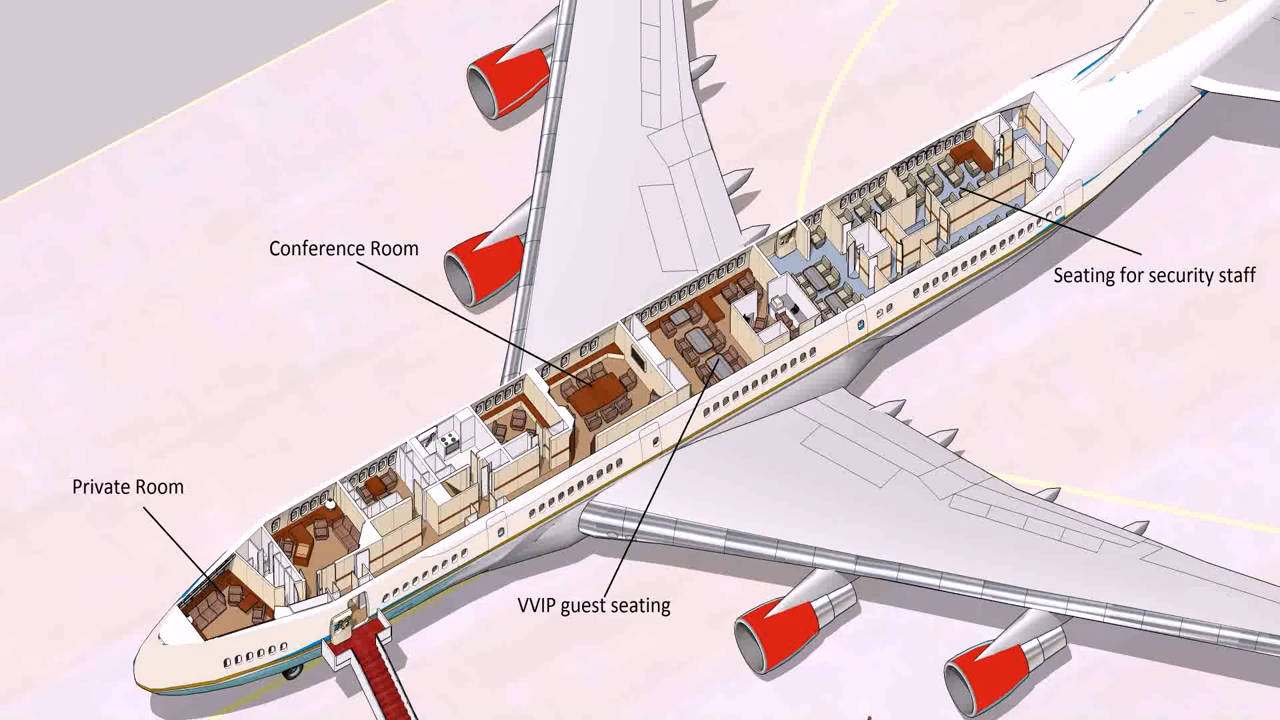 Conference Room
Seating for security staff
Private Room
VVIP guest seating